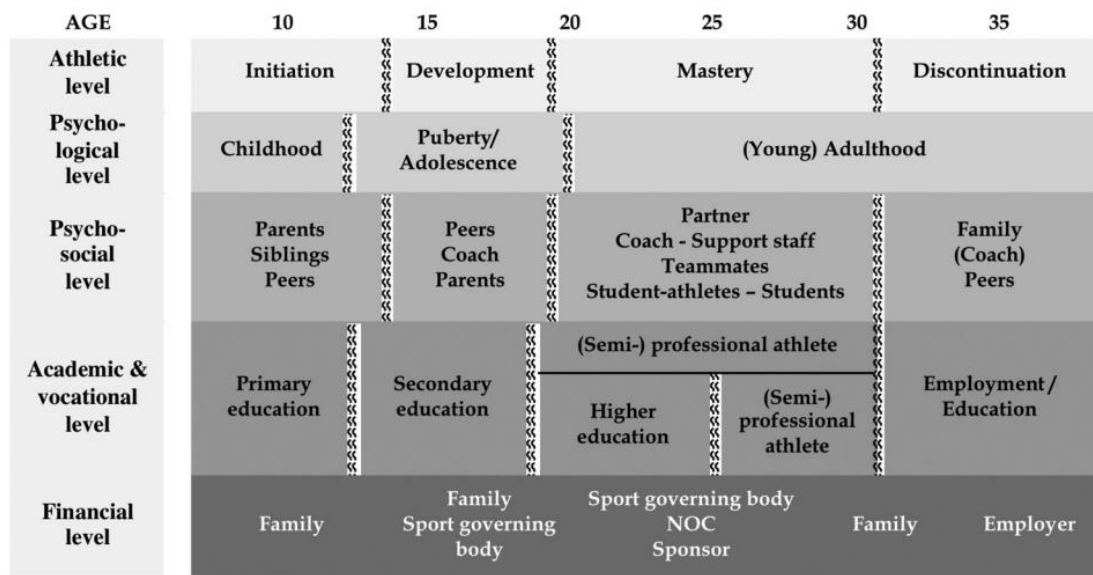 AGE 10 15 20 25 30 35
Athletic
level
Initiation
Development
Mastery
Discontinuation
Psycho-
logical
level
Childhood
Puberty/
Adolescence
(Young) Adulthood
Psycho-
social
level
Parents
Siblings
Peers
Peers
Coach
Parents
Partner
Coach - Support staff
Teammates
Student-athletes – Students
Family
(Coach)
Peers
Academic &
vocational
level
Primary
education
Secondary
education
(Semi-) professional athlete
Higher
education
(Semi-)
professional
athlete
Employment /
Education
Financial
level
Family
Family
Sport governing
body
Sport governing body
NOC
Sponsor
Family
Employer